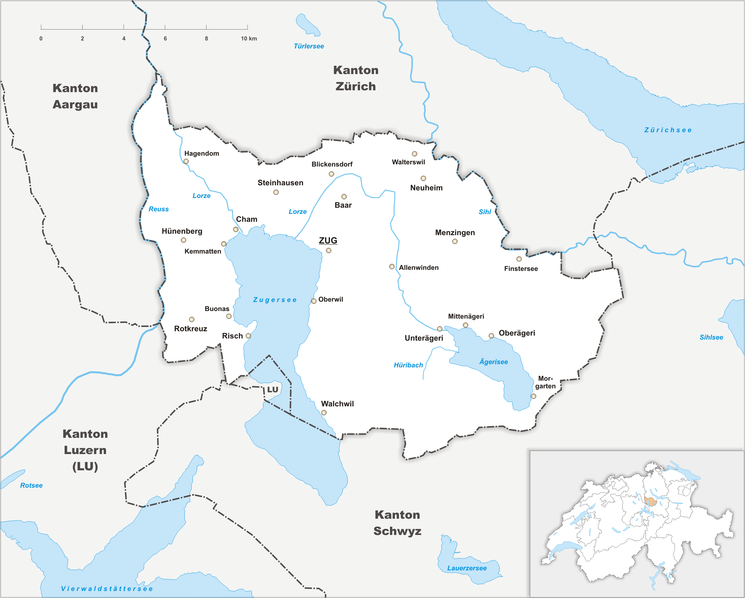 0 2 4 6 8 10 km
Türlersee
Kanton
Aargau
Kanton
Zürich
Zürichsee
Hagendorn
Blickensdorf
Walterswil
Steinhausen
Neuheim
Lorze
Baar
Reuss
Lorze
Sihl
Cham
Hünenberg
Menzingen
ZUG
Kemmatten
Allenwinden
Finstersee
Zugersee
Oberwil
Buonas
Mittenägeri
Rotkreuz
Risch
Unterägeri
Oberägeri
Sihlsee
Hüribach
Ägerisee
Mor-
garten
LU
Walchwil
Kanton
Luzern
(LU)
Rotsee
Kanton
Schwyz
Lauerzersee
Vierwaldstättersee